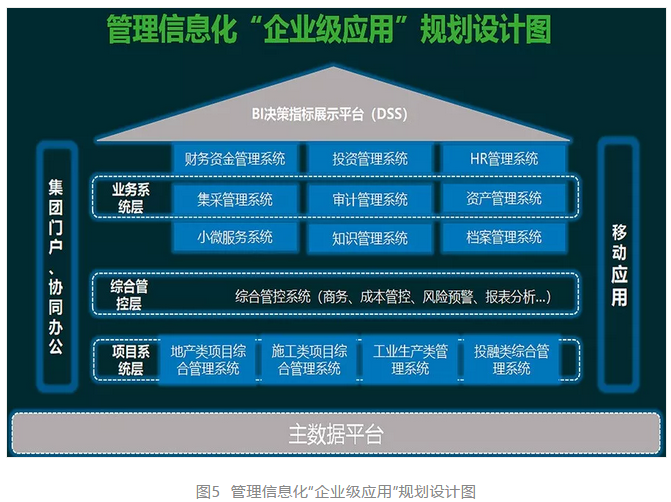 管理信息化“企业级应用”规划设计图
BI决策指标展示平台（DSS）
集团门户、协同办公
业务系
统层
财务资金管理系统
投资管理系统
HR管理系统
集采管理系统
审计管理系统
资产管理系统
小微服务系统
知识管理系统
档案管理系统
综合管
控层
综合管控系统（商务、成本管控、风险预警、报表分析...）
项目系
统层
地产类项目综
合管理系统
施工类项目综
合管理系统
工业生产类管
理系统
投融类综合管
理系统
移动应用
主数据平台
图5 管理信息化“企业级应用”规划设计图